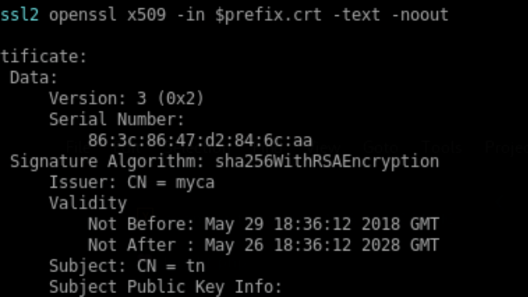 ssl2 openssl x509 -in $prefix.crt -text -noout
tificate:
Data:
Version: 3 (0x2)
Serial Number:
86:3c:86:47:d2:84:6c:aa
Signature Algorithm: sha256WithRSAEncryption
Issuer: CN = myca
Validity
Not Before: May 29 18:36:12 2018 GMT
Not After : May 26 18:36:12 2028 GMT
Subject: CN = tn
Subject Public Key Info: